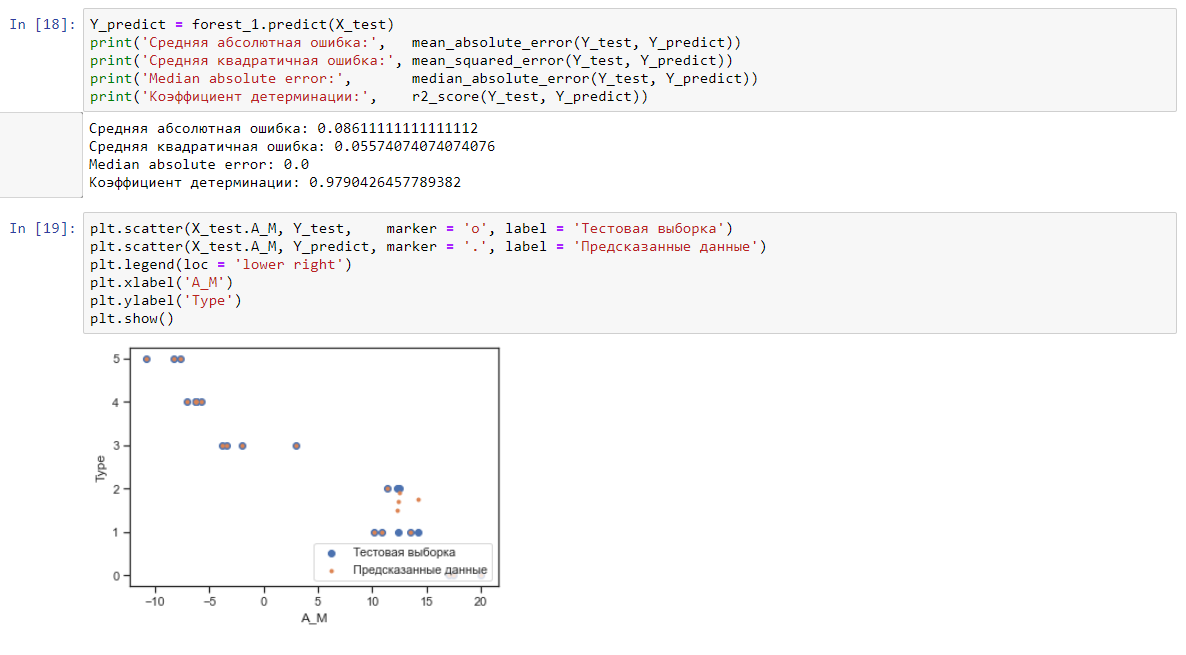 In [18]:
Y_predict = forest_1.predict(X_test)
print('Средняя абсолютная ошибка:',   mean_absolute_error(Y_test, Y_predict))
print('Средняя квадратичная ошибка:', mean_squared_error(Y_test, Y_predict))
print('Median absolute error:',       median_absolute_error(Y_test, Y_predict))
print('Коэффициент детерминации:',    r2_score(Y_test, Y_predict))
Средняя абсолютная ошибка: 0.08611111111111112
Средняя квадратичная ошибка: 0.05574074074074076
Median absolute error: 0.0
Коэффициент детерминации: 0.9790426457789382
In [19]:
plt.scatter(X_test.A_M, Y_test,    marker = 'o', label = 'Тестовая выборка')
plt.scatter(X_test.A_M, Y_predict, marker = '.', label = 'Предсказанные данные')
plt.legend(loc = 'lower right')
plt.xlabel('A_M')
plt.ylabel('Type')
plt.show()
5
4
3
2
1
0
Type
Тестовая выборка
Предсказанные данные
−10 −5 0 5 10 15 20
A_M